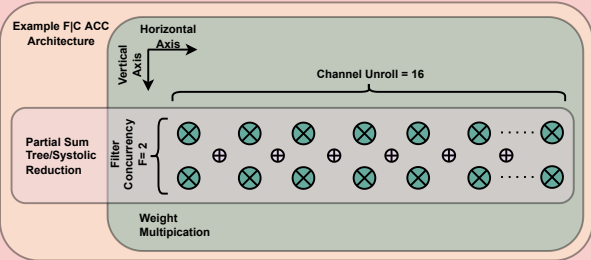 Example F|C ACC
Architecture
Horizontal
Axis
Vertical
Axis
Channel Unroll = 16
Partial Sum
Tree/Systolic
Reduction
Filter
Concurrency
F= 2
Weight
Multipication